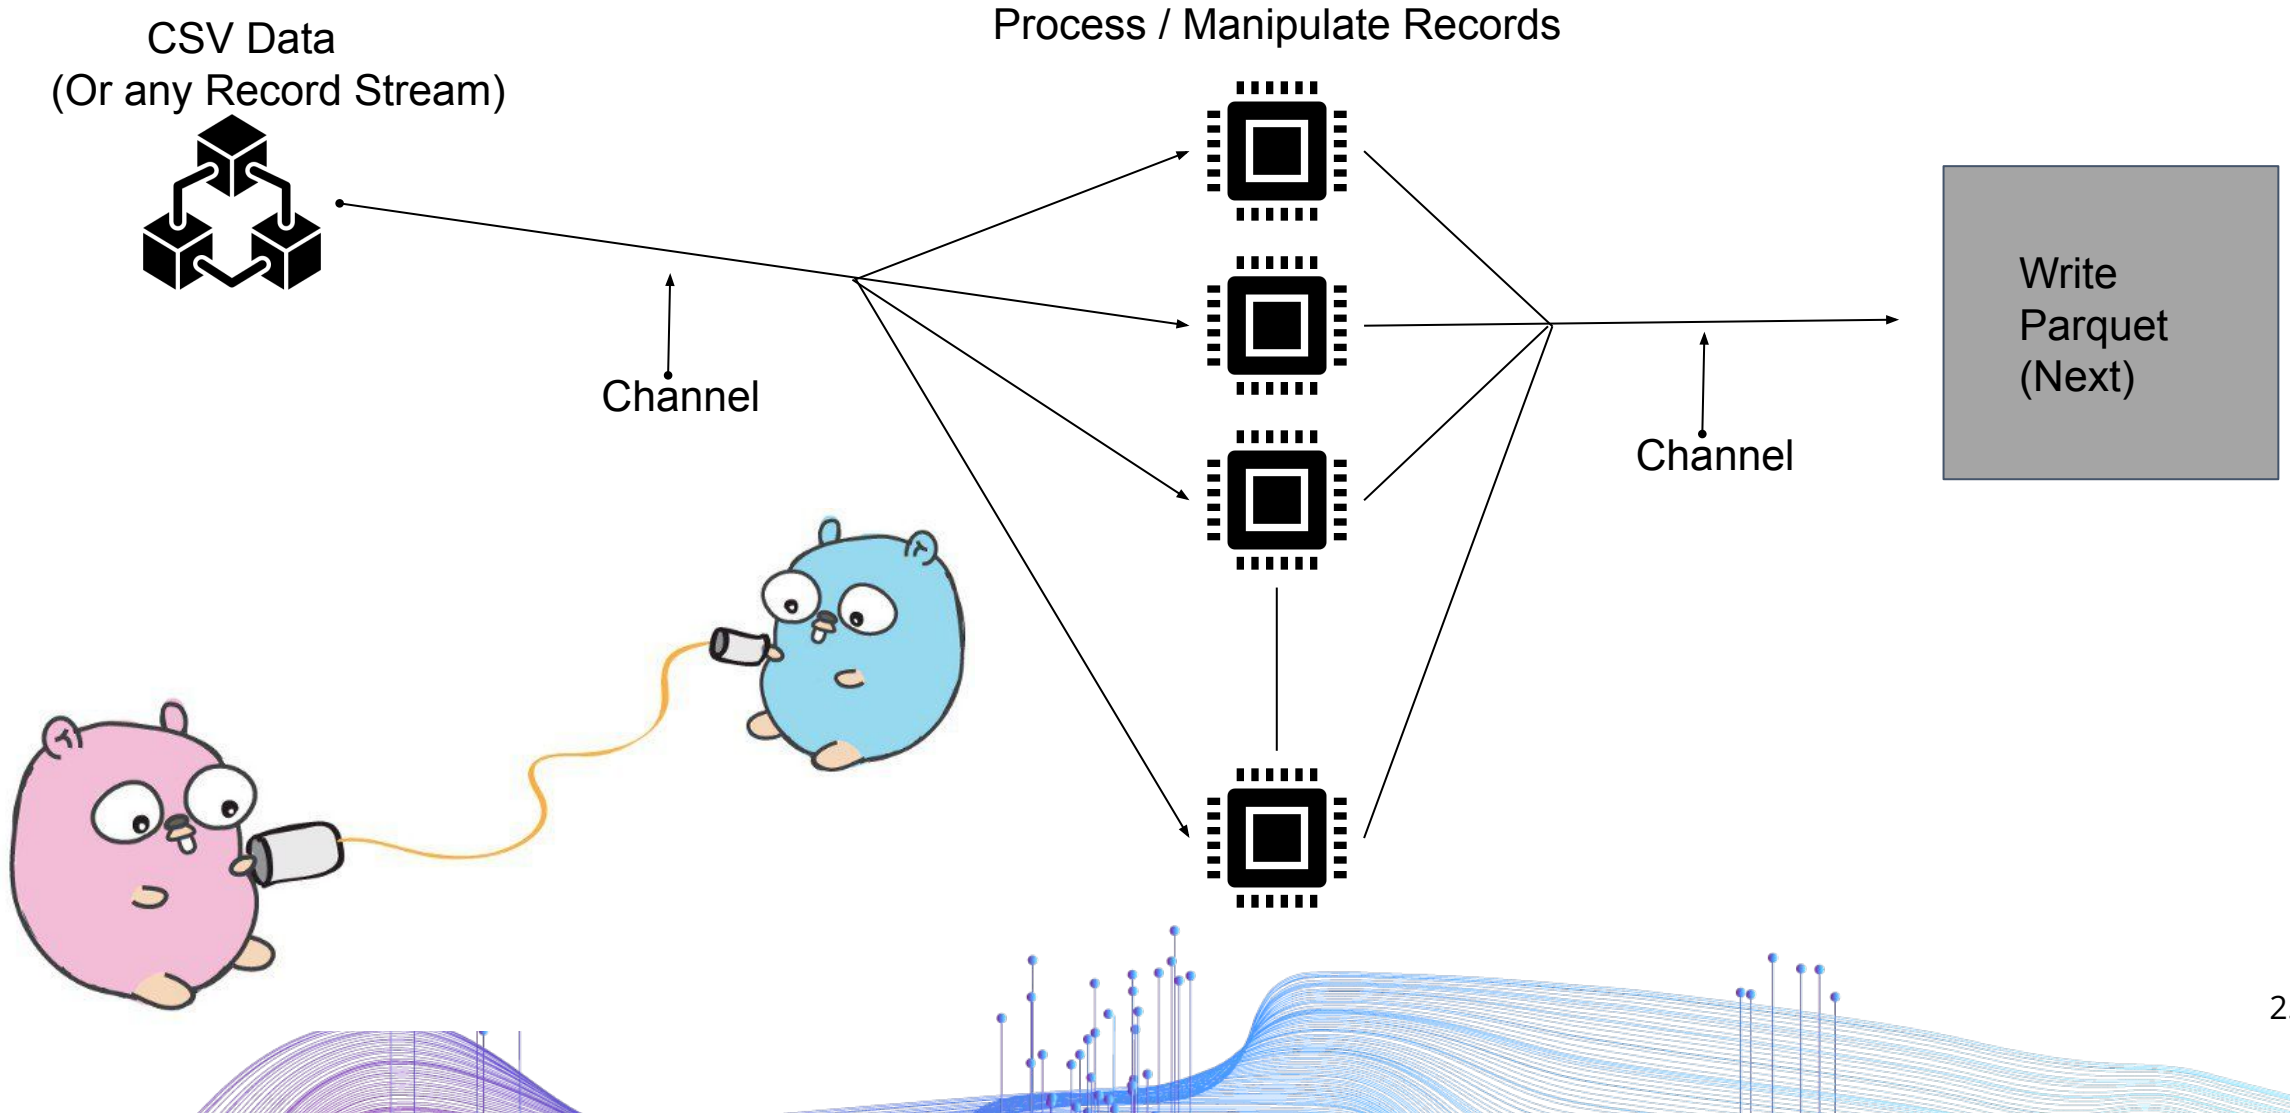 CSV Data
(Or any Record Stream)
Process / Manipulate Records
Channel
Channel
Write
Parquet
(Next)